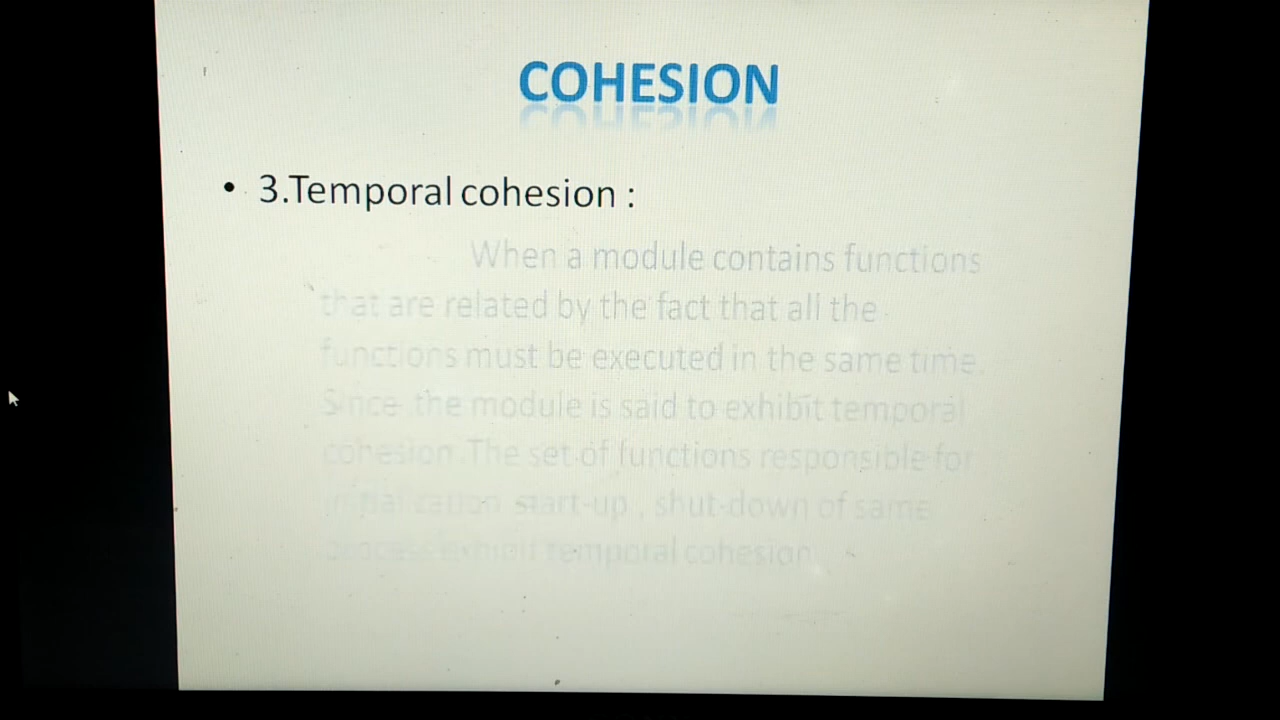 COHESION
• 3.Temporal cohesion :
When a module contains functions
that are related by the fact that all the
functions must be executed in the same time.
Since the module is said to exhibit temporal
cohesion .The set of functions responsible for
start-up , shut-down of same
process exhibit temporal cohesion